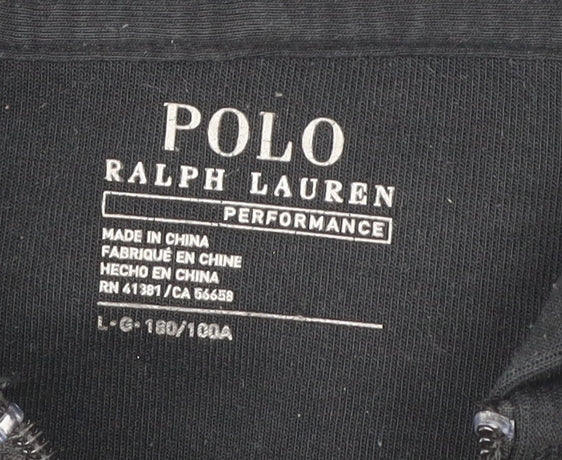 POLO
RALPH LAUREN
PERFORMANCE
MADE IN CHINA
FABRIQUÉ EN CHINE
HECHO EN CHINA
RN 41381/CA 56658
L-G-180/100A